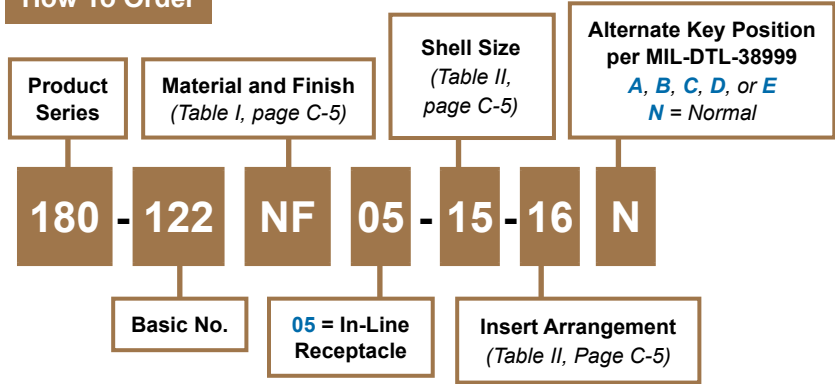 How To Order
Alternate Key Position
per MIL-DTL-38999
A, B, C, D, or E
N = Normal
Shell Size
(Table II,
page C-5)
Product
Series
Material and Finish
(Table I, page C-5)
180 - 122 NF 05 - 15 - 16 N
Basic No.
05 = In-Line
Receptacle
Insert Arrangement
(Table II, Page C-5)